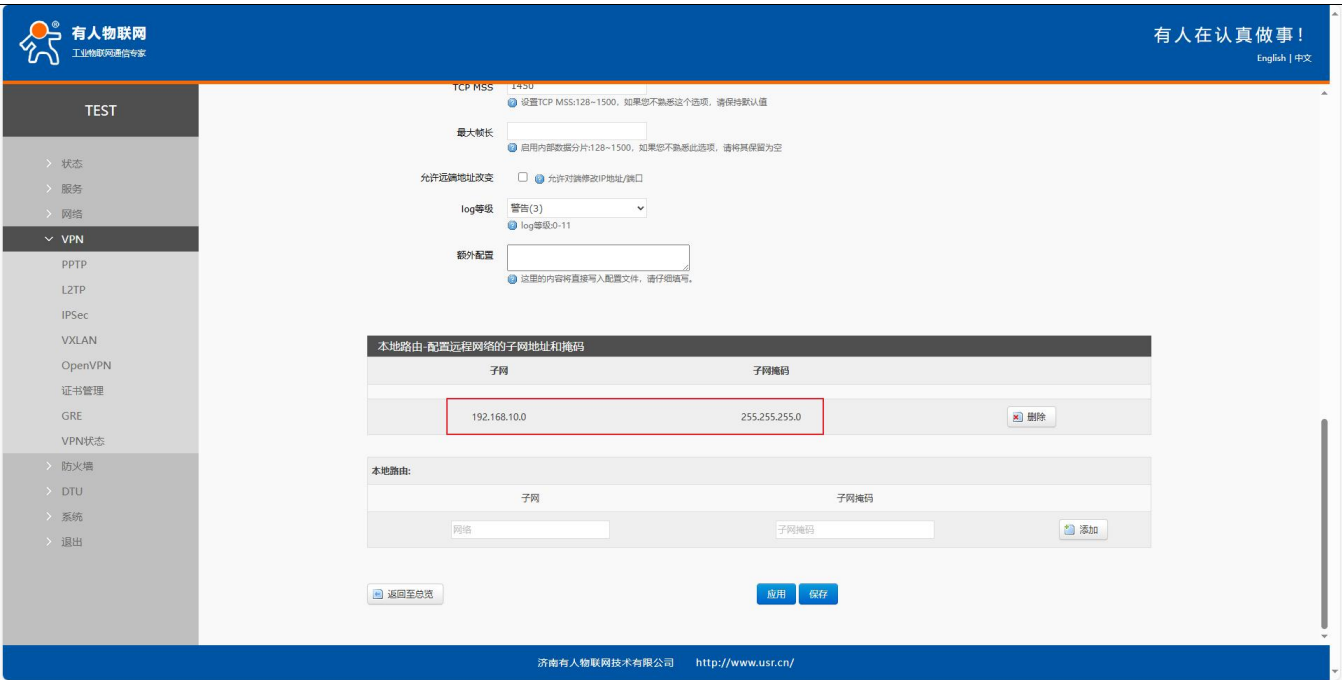 有人物联网
工业物联网通信专家
有人在认真做事!
English | 中文
TEST
状态
服务
网络
VPN
PPTP
L2TP
IPSec
VXLAN
OpenVPN
证书管理
GRE
VPN状态
防火墙
DTU
系统
退出
TCP MSS 1450
设置TCP MSS:128~1500，如果您不熟悉这个选项，请保持默认值
最大帧长
启用内部数据分片:128~1500，如果您不熟悉此选项，请将其保留为空
允许远端地址改变 允许对端修改IP地址/端口
log等级 警告(3)
log等级:0-11
额外配置
这里的内容将直接写入配置文件，请仔细填写。
本地路由-配置远程网络的子网地址和掩码
子网 子网掩码
192.168.10.0 255.255.255.0 删除
本地路由:
子网 子网掩码
网络 子网掩码 添加
返回至总览 应用 保存
济南有人物联网技术有限公司 http://www.usr.cn/